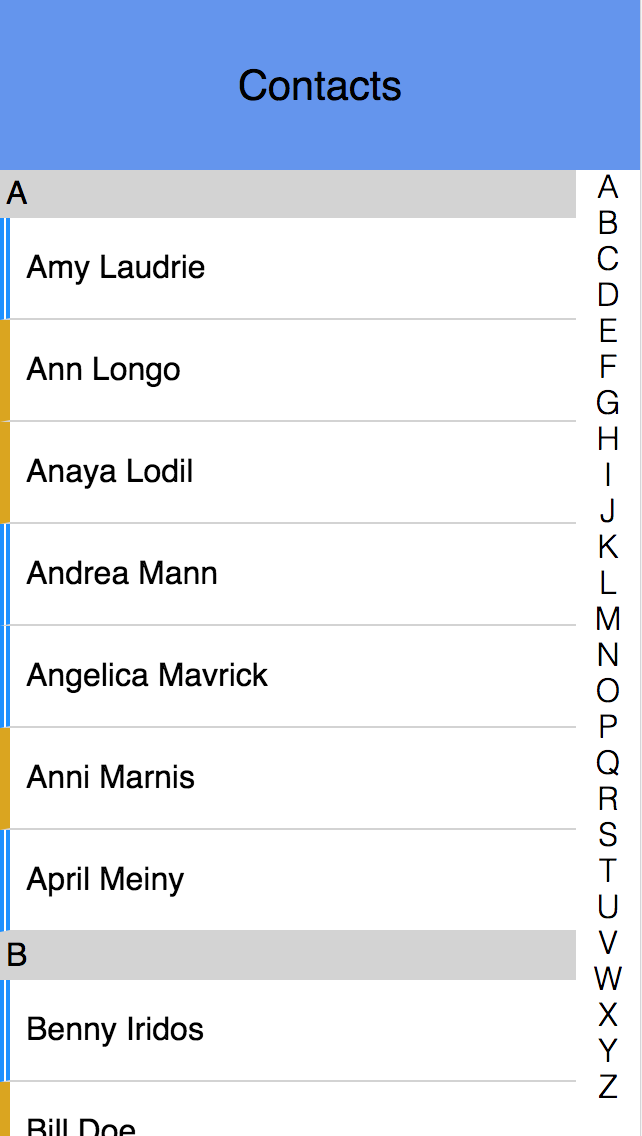 Contacts
A
Amy Laudrie
Ann Longo
Anaya Lodil
Andrea Mann
Angelica Mavrick
Anni Marnis
April Meiny
B
Benny Iridos
Bill Doe
A
B
C
D
E
F
G
H
I
J
K
L
M
N
O
P
Q
R
S
T
U
V
W
X
Y
Z